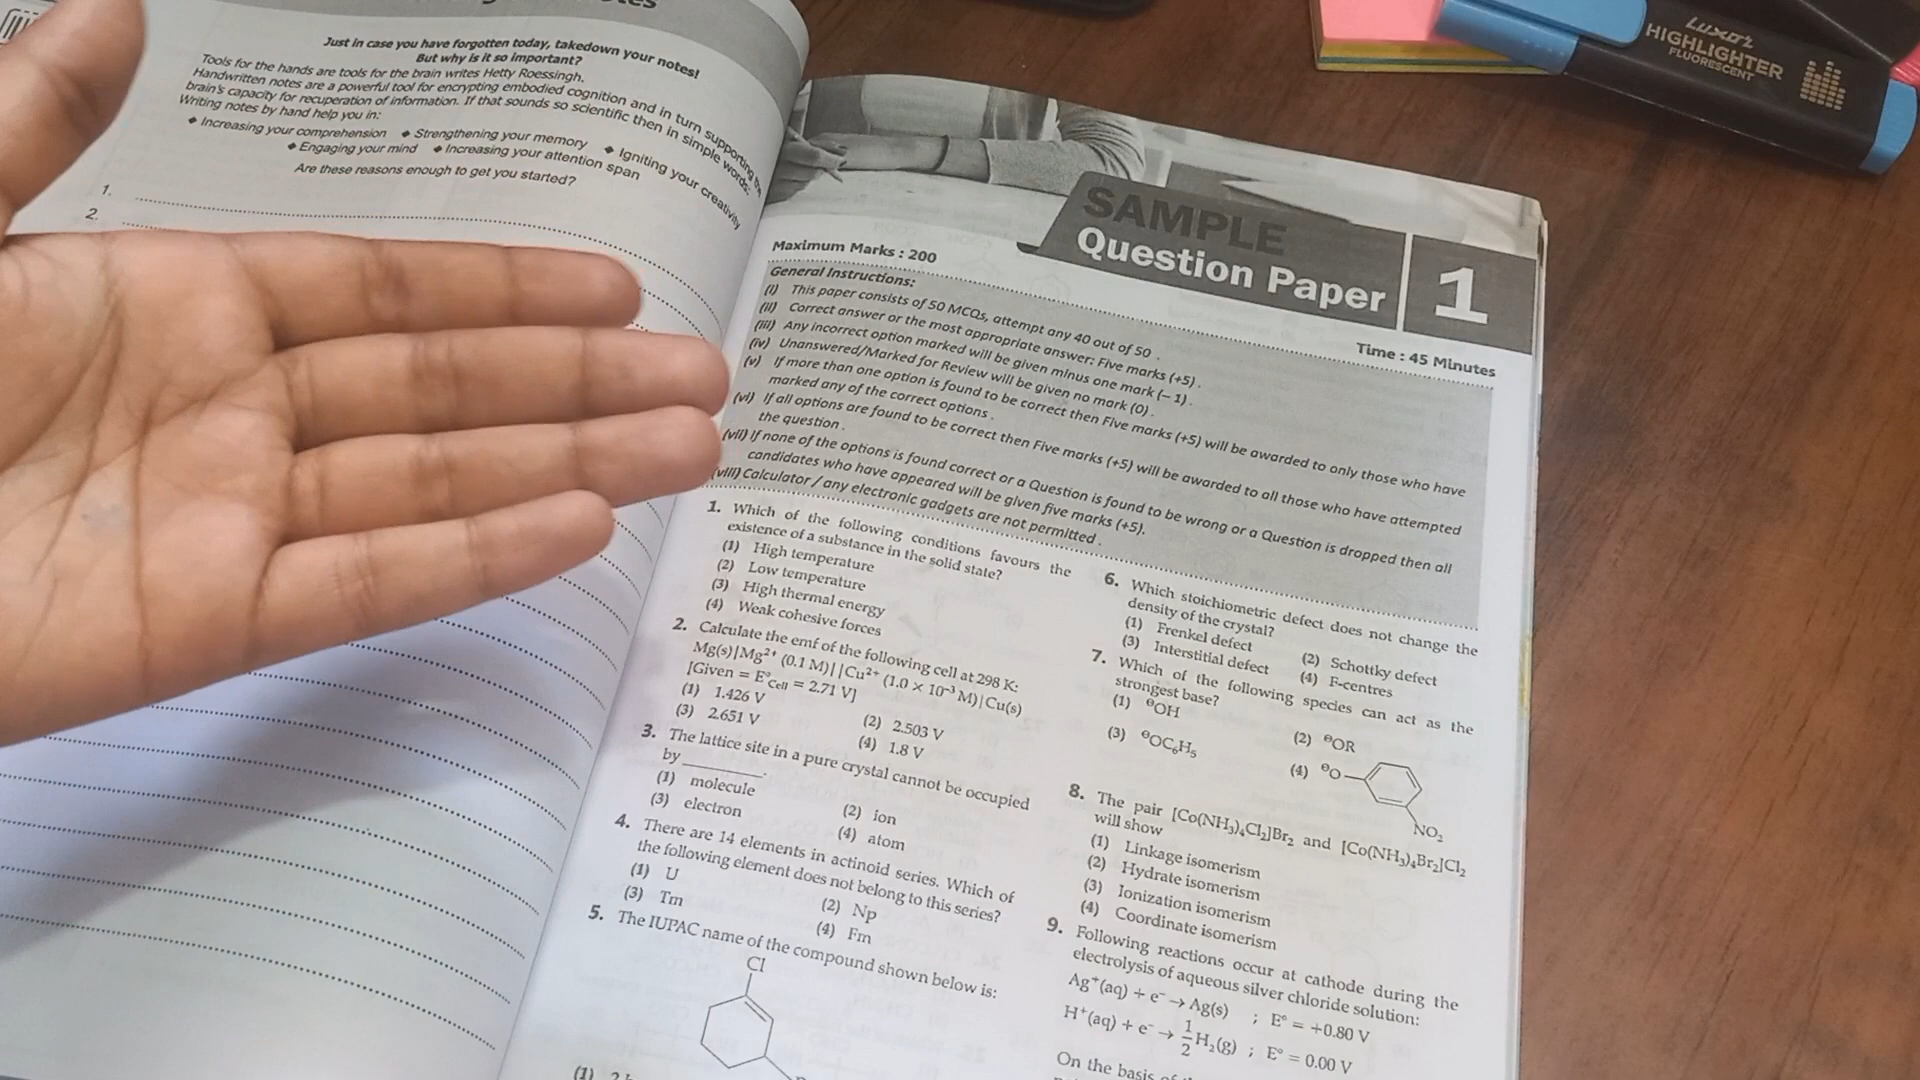 Just in case you have forgotten today, takedown your notes!
But why is it so important?
Tools for the hands are tools for the brain writes Hetty Roessingh.
Handwritten notes are a powerful tool for encrypting embodied cognition and in turn supporting the
brain's capacity for recuperation of information. If that sounds so scientific then in simple words:
Writing notes by hand help you in:
◆ Increasing your comprehension ◆ Strengthening your memory ◆ Igniting your creativity
◆ Engaging your mind ◆ Increasing your attention span
Are these reasons enough to get you started?
1.
2.
SAMPLE
Question Paper 1
Maximum Marks : 200
Time : 45 Minutes
General Instructions:
(i) This paper consists of 50 MCQs, attempt any 40 out of 50 .
(ii) Correct answer or the most appropriate answer: Five marks (+5) .
(iii) Any incorrect option marked will be given minus one mark (– 1) .
(iv) Unanswered/Marked for Review will be given no mark (0) .
(v) If more than one option is found to be correct then Five marks (+5) will be awarded to only those who have
marked any of the correct options .
(vi) If all options are found to be correct then Five marks (+5) will be awarded to all those who have attempted
the question .
(vii) If none of the options is found correct or a Question is found to be wrong or a Question is dropped then all
candidates who have appeared will be given five marks (+5).
(viii) Calculator / any electronic gadgets are not permitted .
1. Which of the following conditions favours the
existence of a substance in the solid state?
(1) High temperature
(2) Low temperature
(3) High thermal energy
(4) Weak cohesive forces
2. Calculate the emf of the following cell at 298 K:
Mg(s)|Mg²⁺ (0.1 M)||Cu²⁺ (1.0 × 10⁻³ M)|Cu(s)
[Given = E°Cell = 2.71 V]
(1) 1.426 V
(2) 2.503 V
(3) 2.651 V
(4) 1.8 V
3. The lattice site in a pure crystal cannot be occupied
by ________.
(1) molecule
(2) ion
(3) electron
(4) atom
4. There are 14 elements in actinoid series. Which of
the following element does not belong to this series?
(1) U
(2) Np
(3) Tm
(4) Fm
5. The IUPAC name of the compound shown below is:
Cl
(1)
6. Which stoichiometric defect does not change the
density of the crystal?
(1) Frenkel defect
(2) Schottky defect
(3) Interstitial defect
(4) F-centres
7. Which of the following species can act as the
strongest base?
(1) ⊖OH
(2) ⊖OR
(3) ⊖OC₆H₅
(4) ⊖O
NO₂
8. The pair [Co(NH₃)₄Cl₂]Br₂ and [Co(NH₃)₄Br₂]Cl₂
will show
(1) Linkage isomerism
(2) Hydrate isomerism
(3) Ionization isomerism
(4) Coordinate isomerism
9. Following reactions occur at cathode during the
electrolysis of aqueous silver chloride solution:
Ag⁺(aq) + e⁻ → Ag(s) ; E° = +0.80 V
H⁺(aq) + e⁻ → 1/2 H₂(g) ; E° = 0.00 V
On the basis
Luxor
HIGHLIGHTER
FLUORESCENT